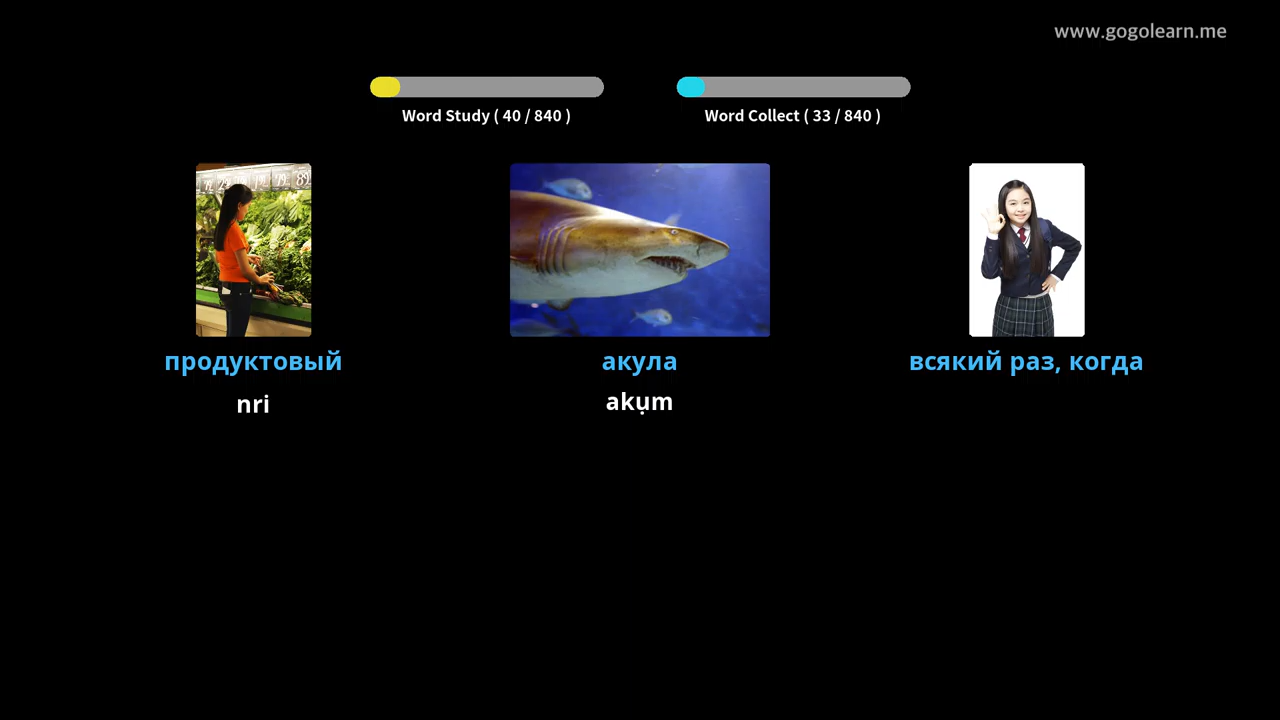 www.gogolearn.me
Word Study ( 40 / 840 )
Word Collect ( 33 / 840 )
продуктовый
акула
всякий раз, когда
nri
akụm